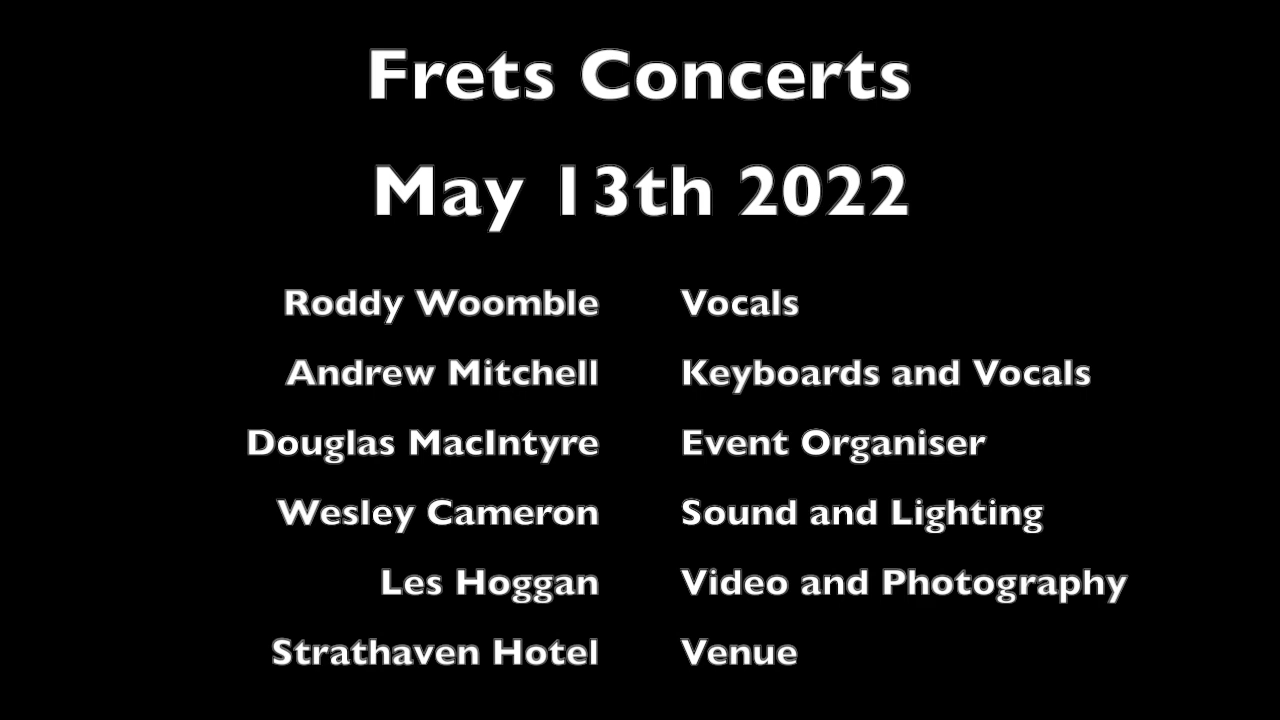 Frets Concerts
May 13th 2022
Roddy Woomble Vocals
Andrew Mitchell Keyboards and Vocals
Douglas MacIntyre Event Organiser
Wesley Cameron Sound and Lighting
Les Hoggan Video and Photography
Strathaven Hotel Venue